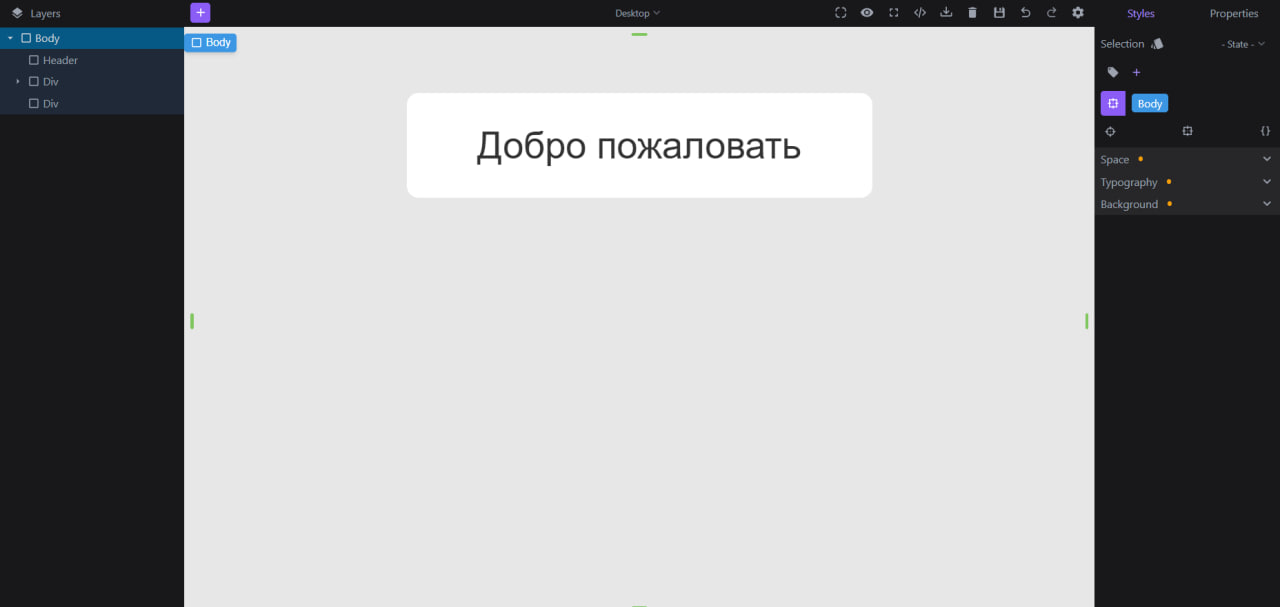 Layers
Desktop
Styles
Properties
Body
Header
Div
Div
Body
Добро пожаловать
Selection
- State -
Body
Space
Typography
Background